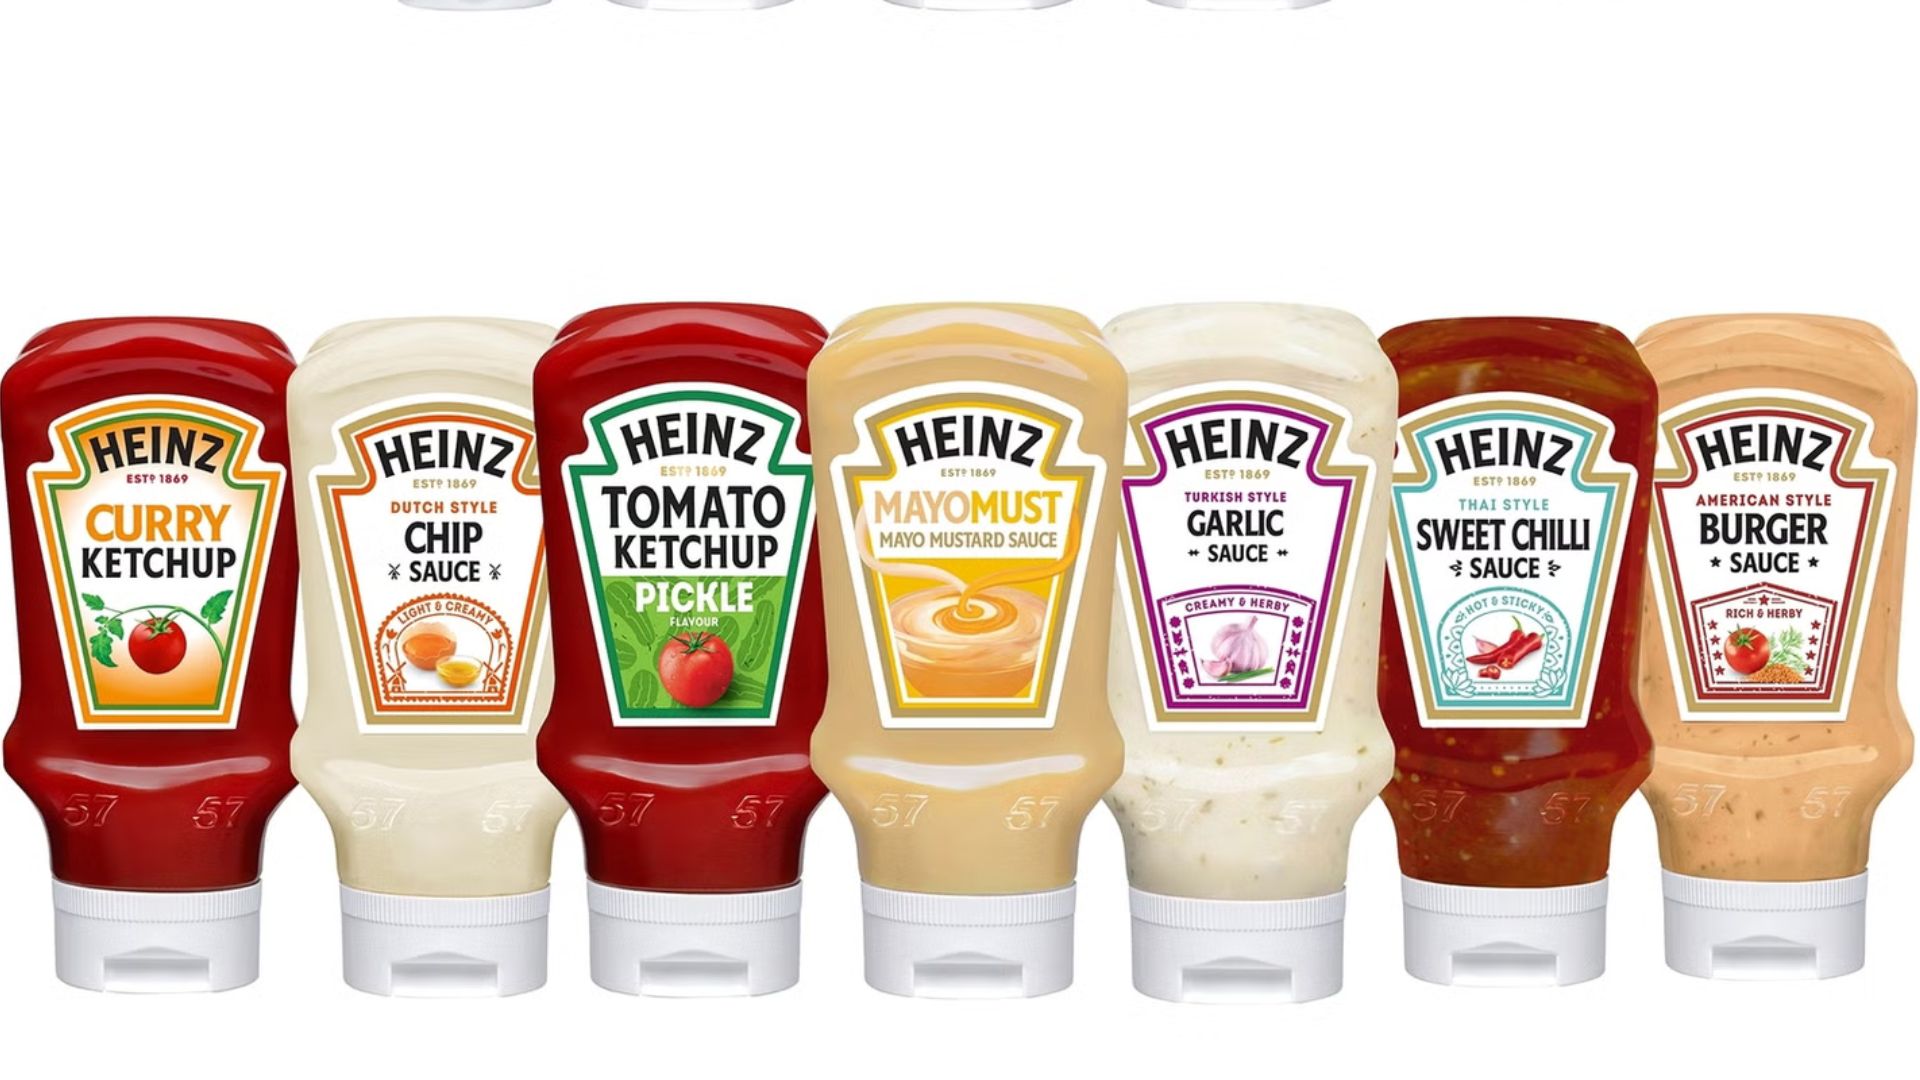 HEINZ
ESTD 1869
CURRY
KETCHUP
57 57
HEINZ
ESTD 1869
DUTCH STYLE
CHIP
SAUCE
LIGHT & CREAMY
57 57
HEINZ
ESTD 1869
TOMATO
KETCHUP
PICKLE
FLAVOUR
57 57
HEINZ
ESTD 1869
MAYOMUST
MAYO MUSTARD SAUCE
57 57
HEINZ
ESTD 1869
TURKISH STYLE
GARLIC
SAUCE
CREAMY & HERBY
57 57
HEINZ
ESTD 1869
THAI STYLE
SWEET CHILLI
SAUCE
HOT & STICKY
57 57
HEINZ
ESTD 1869
AMERICAN STYLE
BURGER
SAUCE
RICH & HERBY
57 57